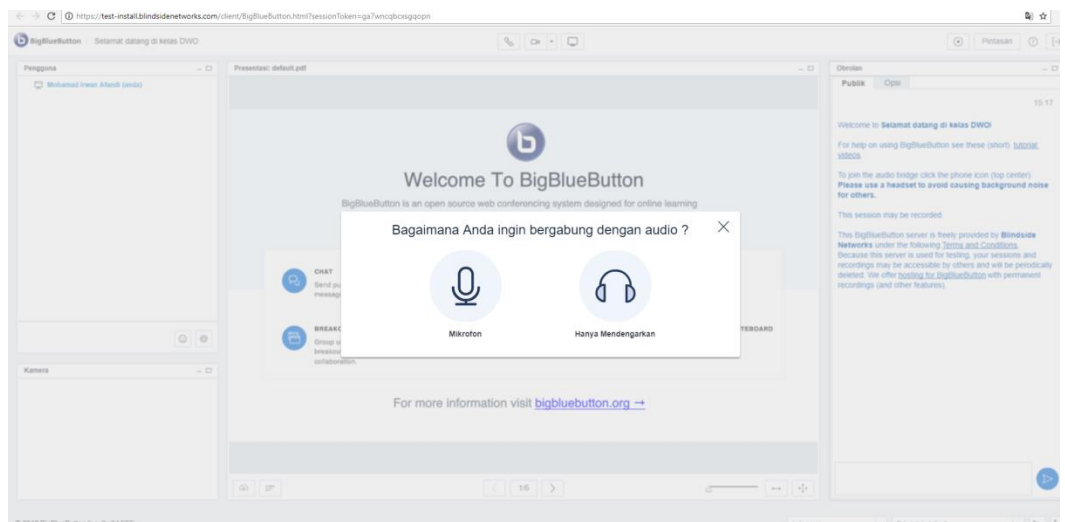 https://test-install.blindsidenetworks.com/client/BigBlueButton.html?sessionToken=ga7wncqbcxsgqopn
BigBlueButton
Selamat datang di kelas DWO
Pintasan
Pengguna
Mohamad Irwan Afandi (anda)
Kamera
Presentasi: default.pdf
Welcome To BigBlueButton
BigBlueButton is an open source web conferencing system designed for online learning
Bagaimana Anda ingin bergabung dengan audio ?
Mikrofon
Hanya Mendengarkan
CHAT
Send
message
Group
collaboration.
For more information visit bigbluebutton.org →
1/5
Obrolan
Publik
Opsi
15:17
Welcome to Selamat datang di kelas DWO!
For help on using BigBlueButton see these (short) tutorial
videos.
To join the audio bridge click the phone icon (top center).
Please use a headset to avoid causing background noise
for others.
This session may be recorded.
This BigBlueButton server is freely provided by Blindside
Networks under the following Terms and Conditions.
Because this server is used for testing, your sessions and
recordings may be accessible by others and will be periodically
deleted. We offer hosting for BigBlueButton with permanent
recordings (and other features).